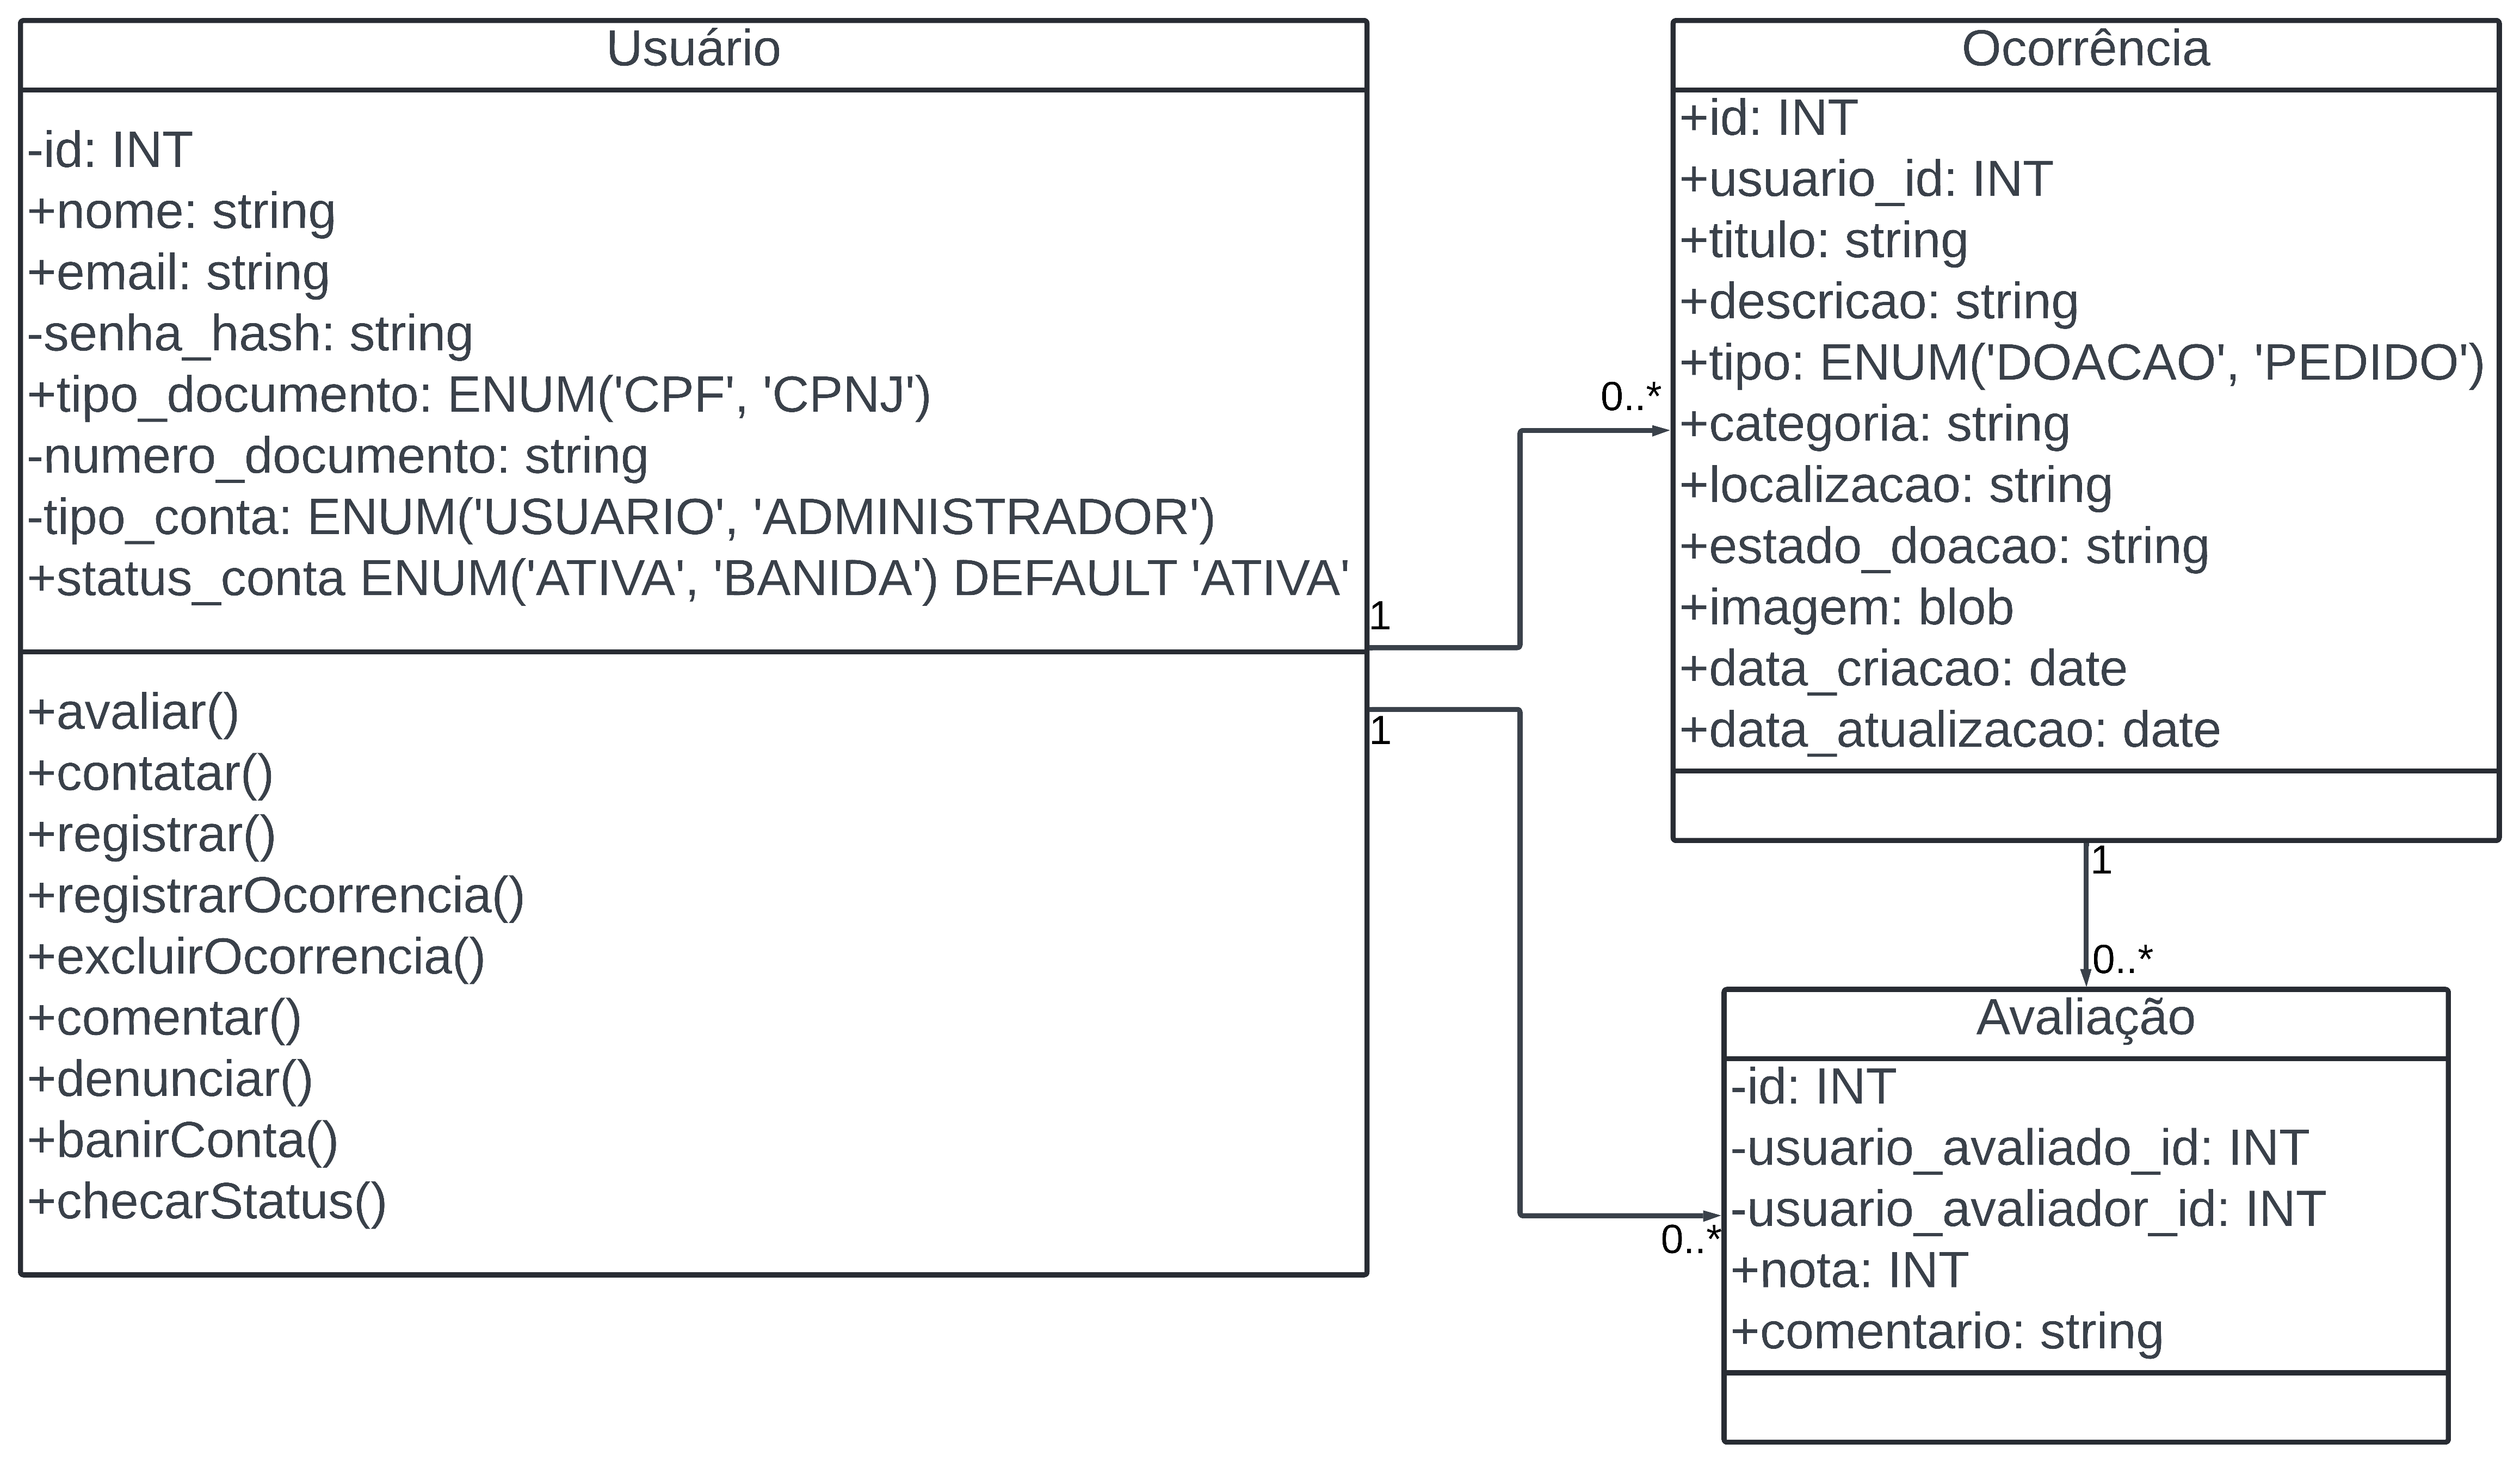 Usuário
-id: INT
+nome: string
+email: string
-senha_hash: string
+tipo_documento: ENUM('CPF', 'CPNJ')
-numero_documento: string
-tipo_conta: ENUM('USUARIO', 'ADMINISTRADOR')
+status_conta ENUM('ATIVA', 'BANIDA') DEFAULT 'ATIVA'
+avaliar()
+contatar()
+registrar()
+registrarOcorrencia()
+excluirOcorrencia()
+comentar()
+denunciar()
+banirConta()
+checarStatus()
1
0..*
1
0..*
Ocorrência
+id: INT
+usuario_id: INT
+titulo: string
+descricao: string
+tipo: ENUM('DOACAO', 'PEDIDO')
+categoria: string
+localizacao: string
+estado_doacao: string
+imagem: blob
+data_criacao: date
+data_atualizacao: date
1
0..*
Avaliação
-id: INT
-usuario_avaliado_id: INT
-usuario_avaliador_id: INT
+nota: INT
+comentario: string